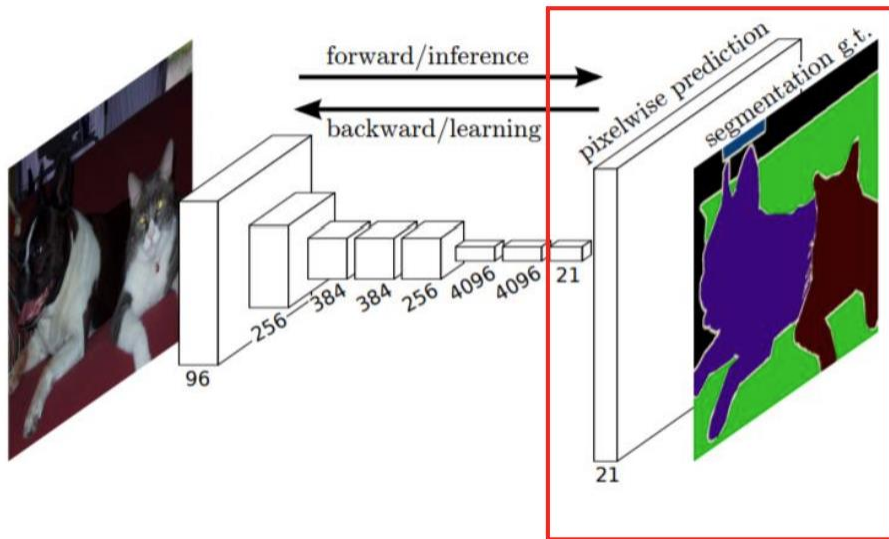 forward/inference
backward/learning
pixelwise prediction
segmentation g.t.
96
256
384
384
256
4096
4096
21
21